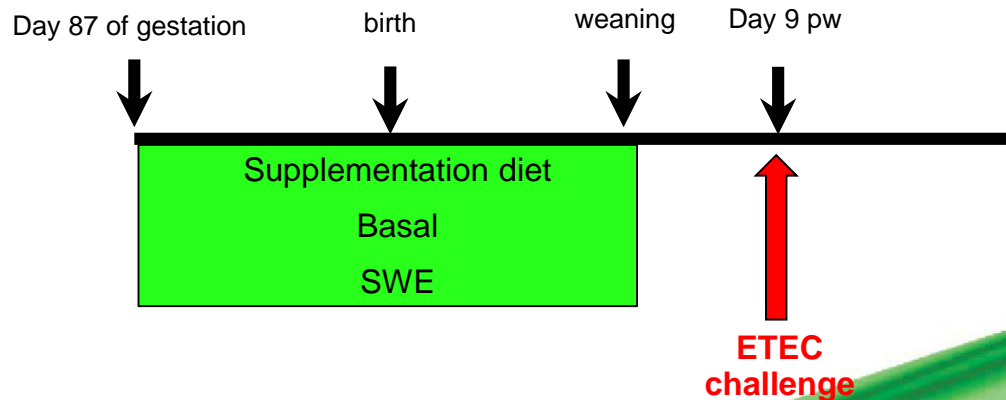 Day 87 of gestation
birth
weaning
Day 9 pw
Supplementation diet
Basal
SWE
ETEC
challenge